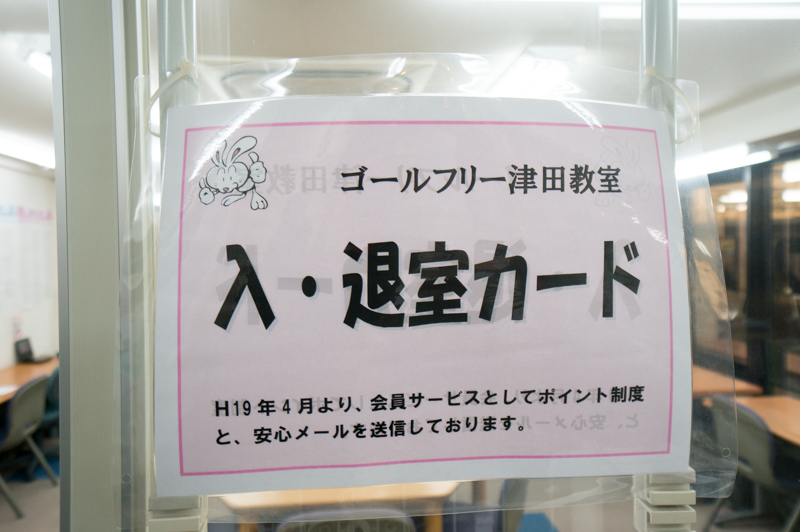 ゴールフリー津田教室
入・退室カード
H19年4月より、会員サービスとしてポイント制度
と、安心メールを送信しております。